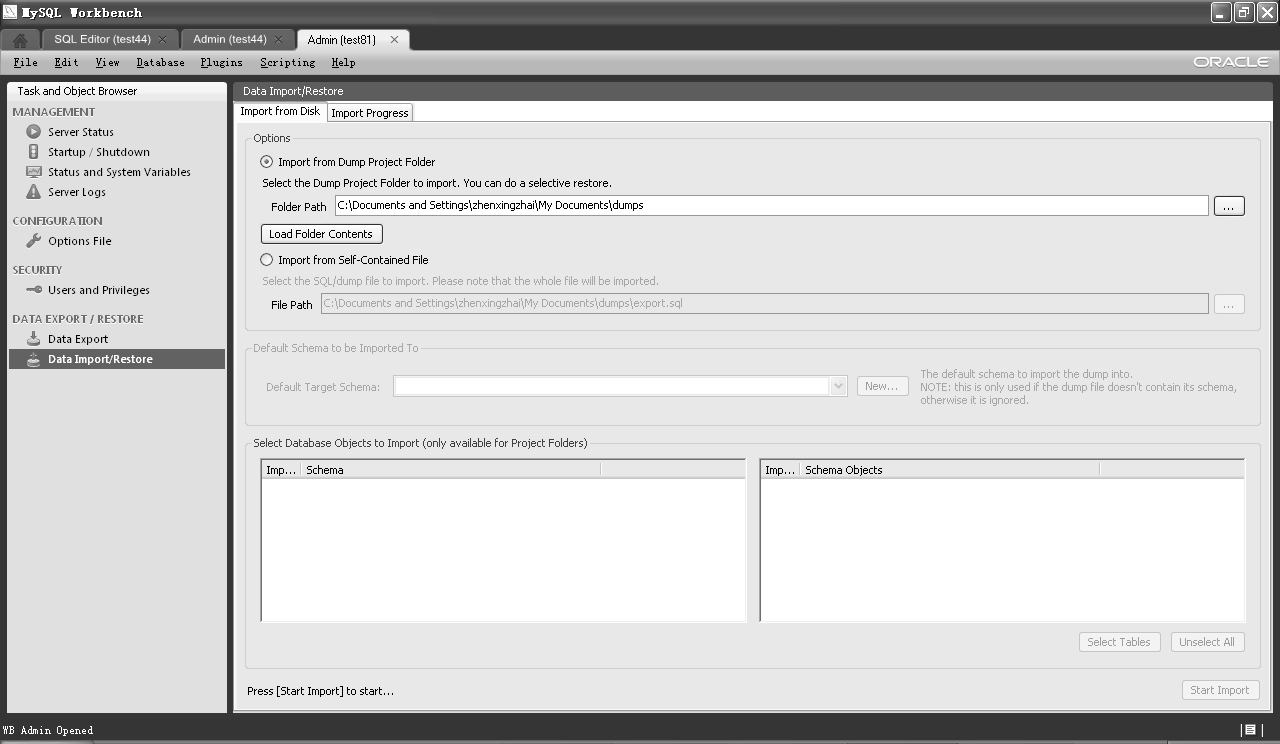 MySQL Workbench
SQL Editor (test44)
Admin (test44)
Admin (test81)
File Edit View Database Plugins Scripting Help
ORACLE
Task and Object Browser
MANAGEMENT
Server Status
Startup / Shutdown
Status and System Variables
Server Logs
CONFIGURATION
Options File
SECURITY
Users and Privileges
DATA EXPORT / RESTORE
Data Export
Data Import/Restore
Data Import/Restore
Import from Disk
Import Progress
Options
Import from Dump Project Folder
Select the Dump Project Folder to import. You can do a selective restore.
Folder Path C:\Documents and Settings\zhenxingzhai\My Documents\dumps ...
Load Folder Contents
Import from Self-Contained File
Select the SQL/dump file to import. Please note that the whole file will be imported.
File Path C:\Documents and Settings\zhenxingzhai\My Documents\dumps\export.sql ...
Default Schema to be Imported To
Default Target Schema:
New...
The default schema to import the dump into.
NOTE: this is only used if the dump file doesn't contain its schema,
otherwise it is ignored.
Select Database Objects to Import (only available for Project Folders)
Imp... Schema
Imp... Schema Objects
Select Tables
Unselect All
Press [Start Import] to start...
Start Import
WB Admin Opened